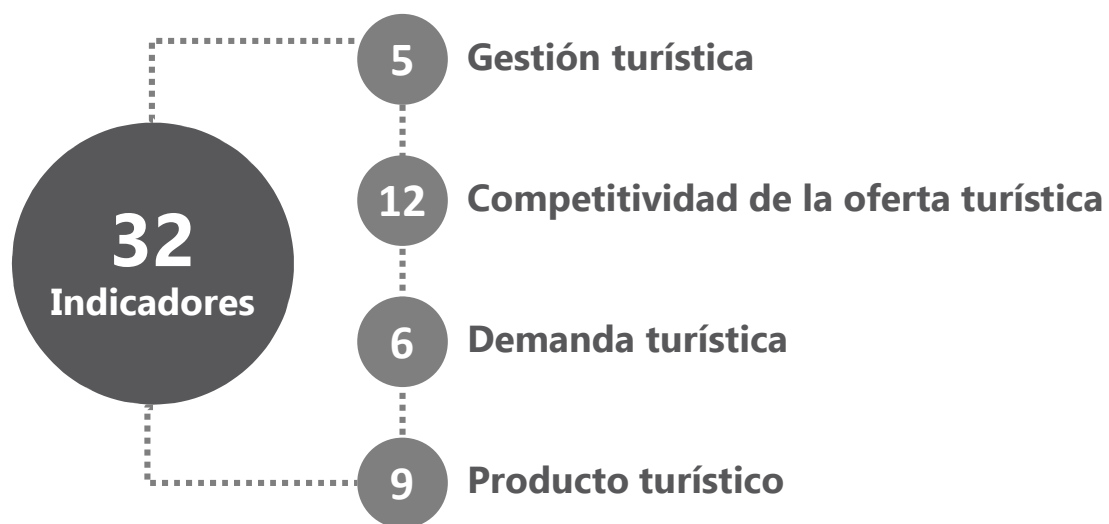 32
Indicadores
5 Gestión turística
12 Competitividad de la oferta turística
6 Demanda turística
9 Producto turístico